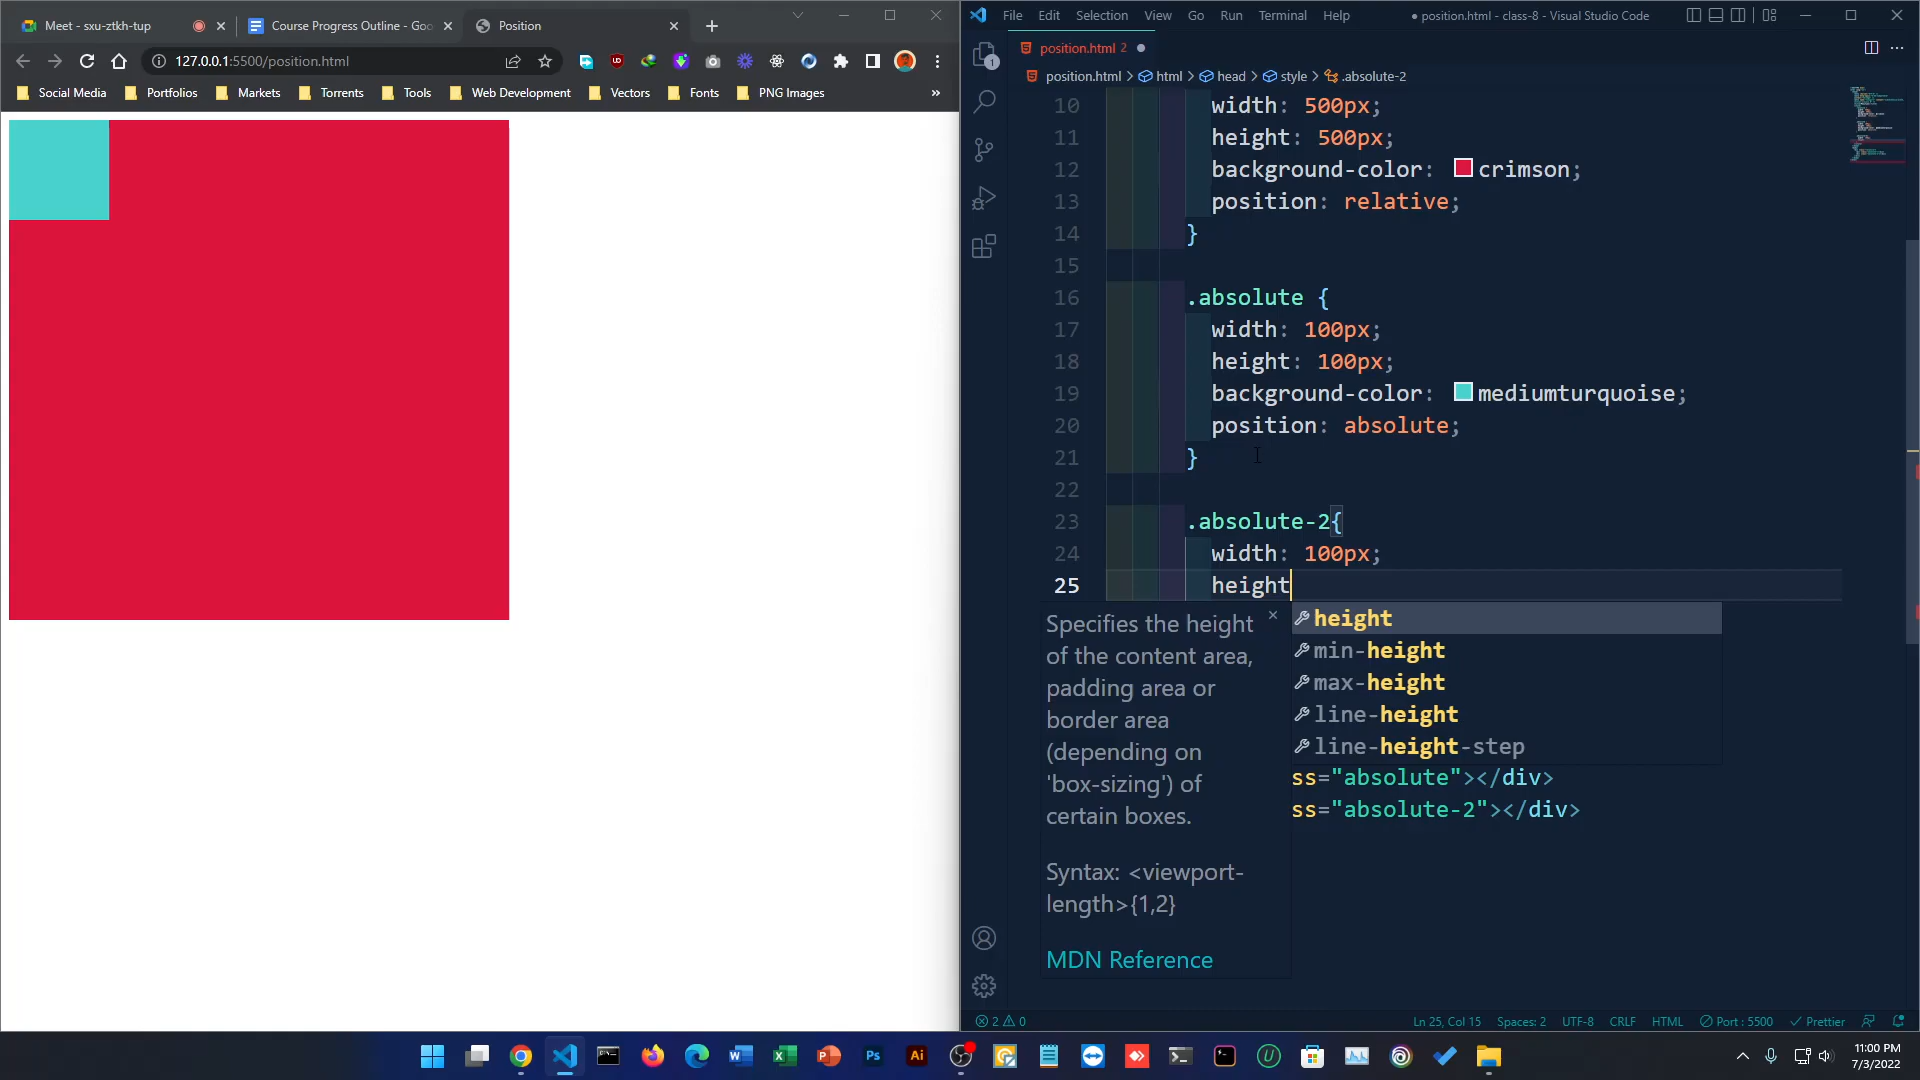 Meet - sxu-ztkh-tup
Course Progress Outline - Goo
Position
127.0.0.1:5500/position.html
Social Media
Portfolios
Markets
Torrents
Tools
Web Development
Vectors
Fonts
PNG Images
»
File Edit Selection View Go Run Terminal Help
● position.html - class-8 - Visual Studio Code
position.html 2 ●
position.html > html > head > style > .absolute-2
1
10 width: 500px;
11 height: 500px;
12 background-color: crimson;
13 position: relative;
14 }
15
16 .absolute {
17 width: 100px;
18 height: 100px;
19 background-color: mediumturquoise;
20 position: absolute;
21 }
22
23 .absolute-2{
24 width: 100px;
25 height
height
min-height
max-height
line-height
line-height-step
Specifies the height
of the content area,
padding area or
border area
(depending on
'box-sizing') of
certain boxes.
Syntax: <viewport-
length>{1,2}
MDN Reference
ss="absolute"></div>
ss="absolute-2"></div>
2 0
Ln 25, Col 15 Spaces: 2 UTF-8 CRLF HTML Port : 5500 Prettier
Ps
Ai
11:00 PM
7/3/2022